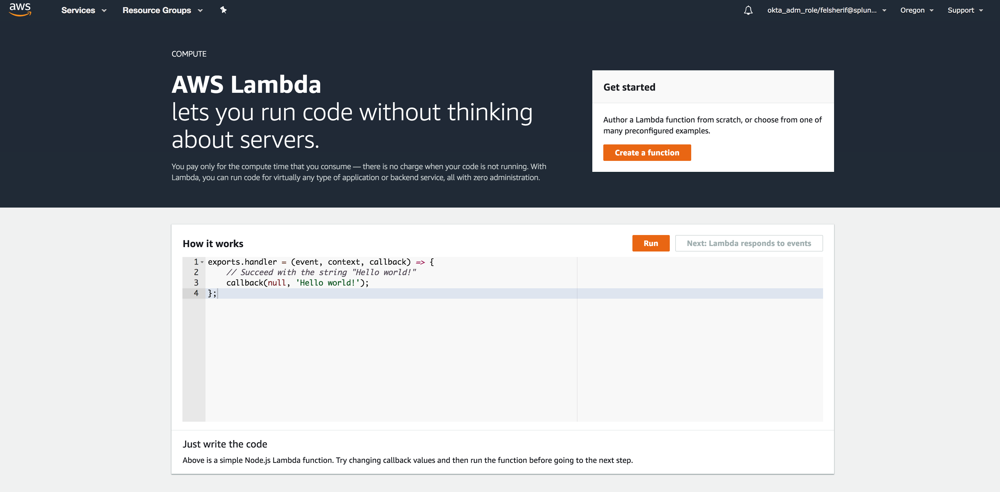 aws
Services
Resource Groups
okta_adm_role/felsherif@splun...
Oregon
Support
COMPUTE
AWS Lambda
lets you run code without thinking
about servers.
You pay only for the compute time that you consume — there is no charge when your code is not running. With
Lambda, you can run code for virtually any type of application or backend service, all with zero administration.
Get started
Author a Lambda function from scratch, or choose from one of
many preconfigured examples.
Create a function
How it works
Run
Next: Lambda responds to events
1 exports.handler = (event, context, callback) => {
2     // Succeed with the string "Hello world!"
3     callback(null, 'Hello world!');
4 };
Just write the code
Above is a simple Node.js Lambda function. Try changing callback values and then run the function before going to the next step.